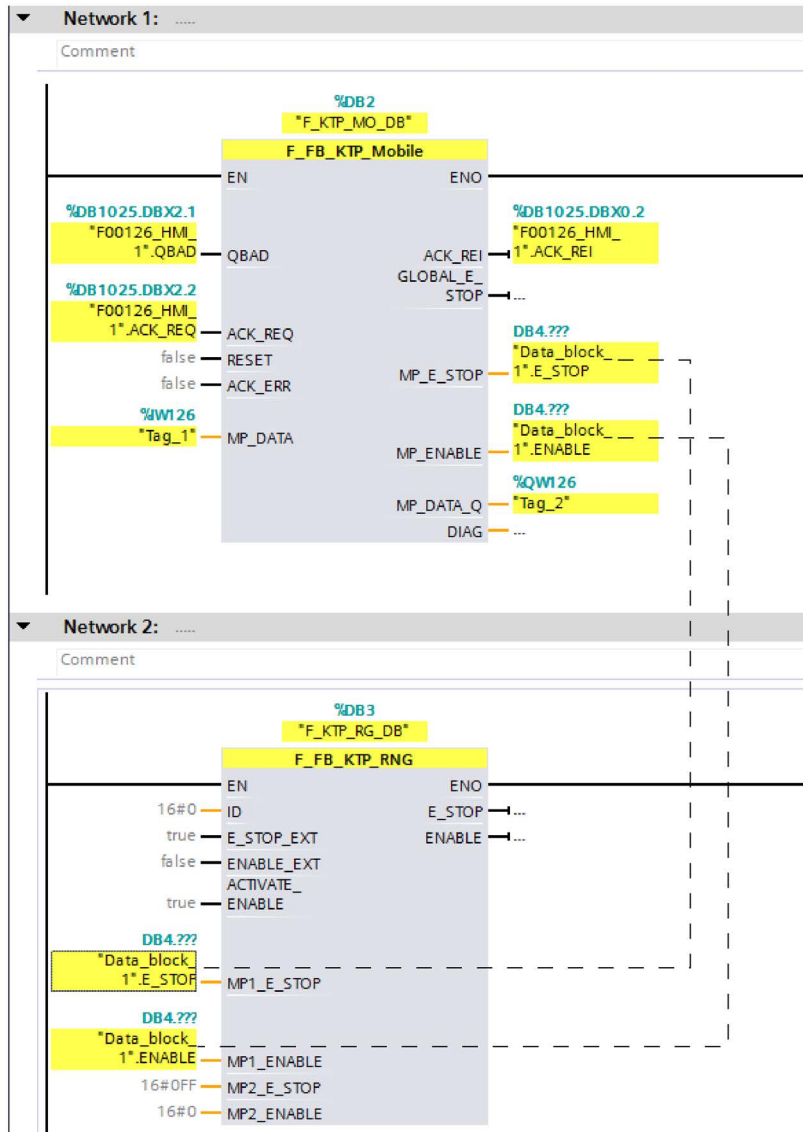 Network 1: .....
Comment
%DB2
"F_KTP_MO_DB"
F_FB_KTP_Mobile
EN ENO
%DB1025.DBX2.1
"F00126_HMI_
1".QBAD QBAD
%DB1025.DBX0.2
"F00126_HMI_
ACK_REI 1".ACK_REI
GLOBAL_E_
STOP ...
%DB1025.DBX2.2
"F00126_HMI_
1".ACK_REQ ACK_REQ
false RESET
false ACK_ERR
DB4.???
"Data_block_
MP_E_STOP 1".E_STOP
%IW126
"Tag_1" MP_DATA
DB4.???
"Data_block_
MP_ENABLE 1".ENABLE
%QW126
MP_DATA_Q "Tag_2"
DIAG ...
Network 2: .....
Comment
%DB3
"F_KTP_RG_DB"
F_FB_KTP_RNG
EN ENO
16#0 ID E_STOP ...
true E_STOP_EXT ENABLE ...
false ENABLE_EXT
ACTIVATE_
true ENABLE
DB4.???
"Data_block_
1".E_STOP MP1_E_STOP
DB4.???
"Data_block_
1".ENABLE MP1_ENABLE
16#0FF MP2_E_STOP
16#0 MP2_ENABLE